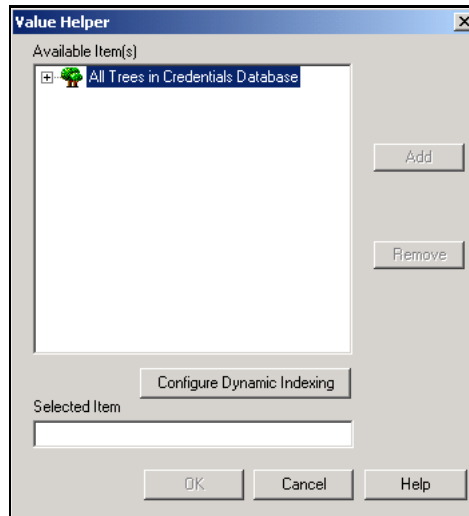 Value Helper
Available Item(s)
All Trees in Credentials Database
Add
Remove
Configure Dynamic Indexing
Selected Item
OK Cancel Help